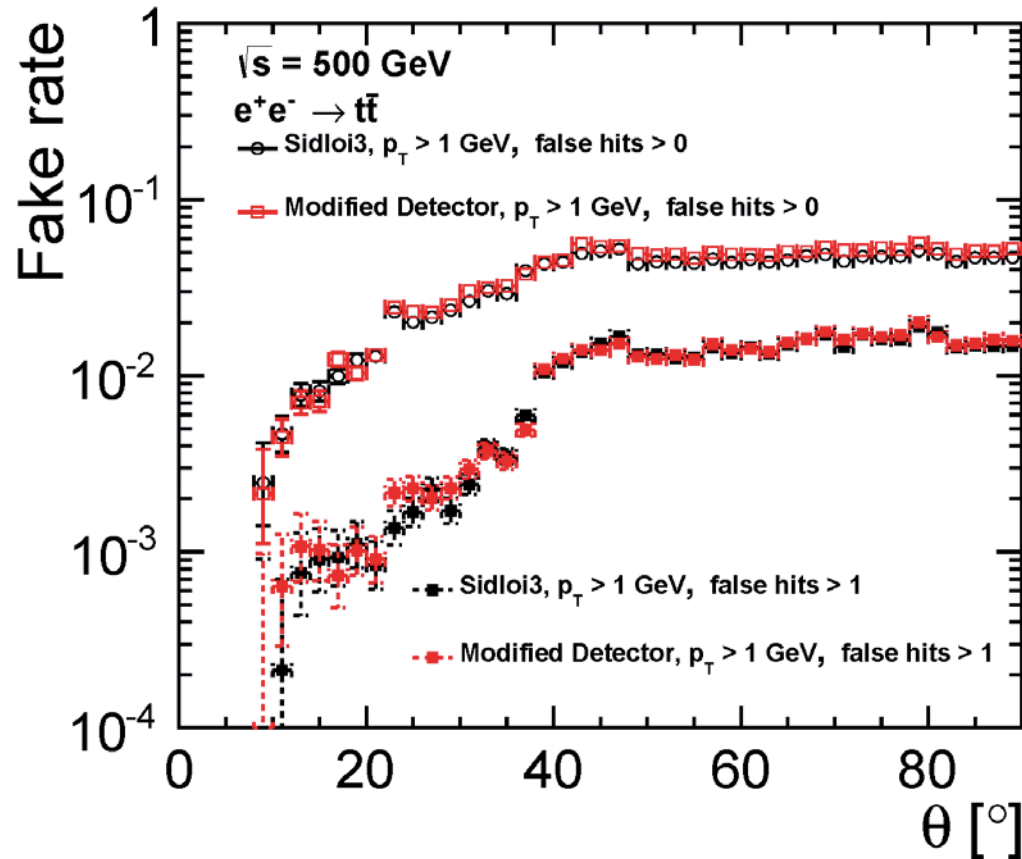 Fake rate
1
10⁻¹
10⁻²
10⁻³
10⁻⁴
√s = 500 GeV
e⁺e⁻ → tt̄
Sidloi3, p_T > 1 GeV, false hits > 0
Modified Detector, p_T > 1 GeV, false hits > 0
Sidloi3, p_T > 1 GeV, false hits > 1
Modified Detector, p_T > 1 GeV, false hits > 1
0 20 40 60 80
θ [°]